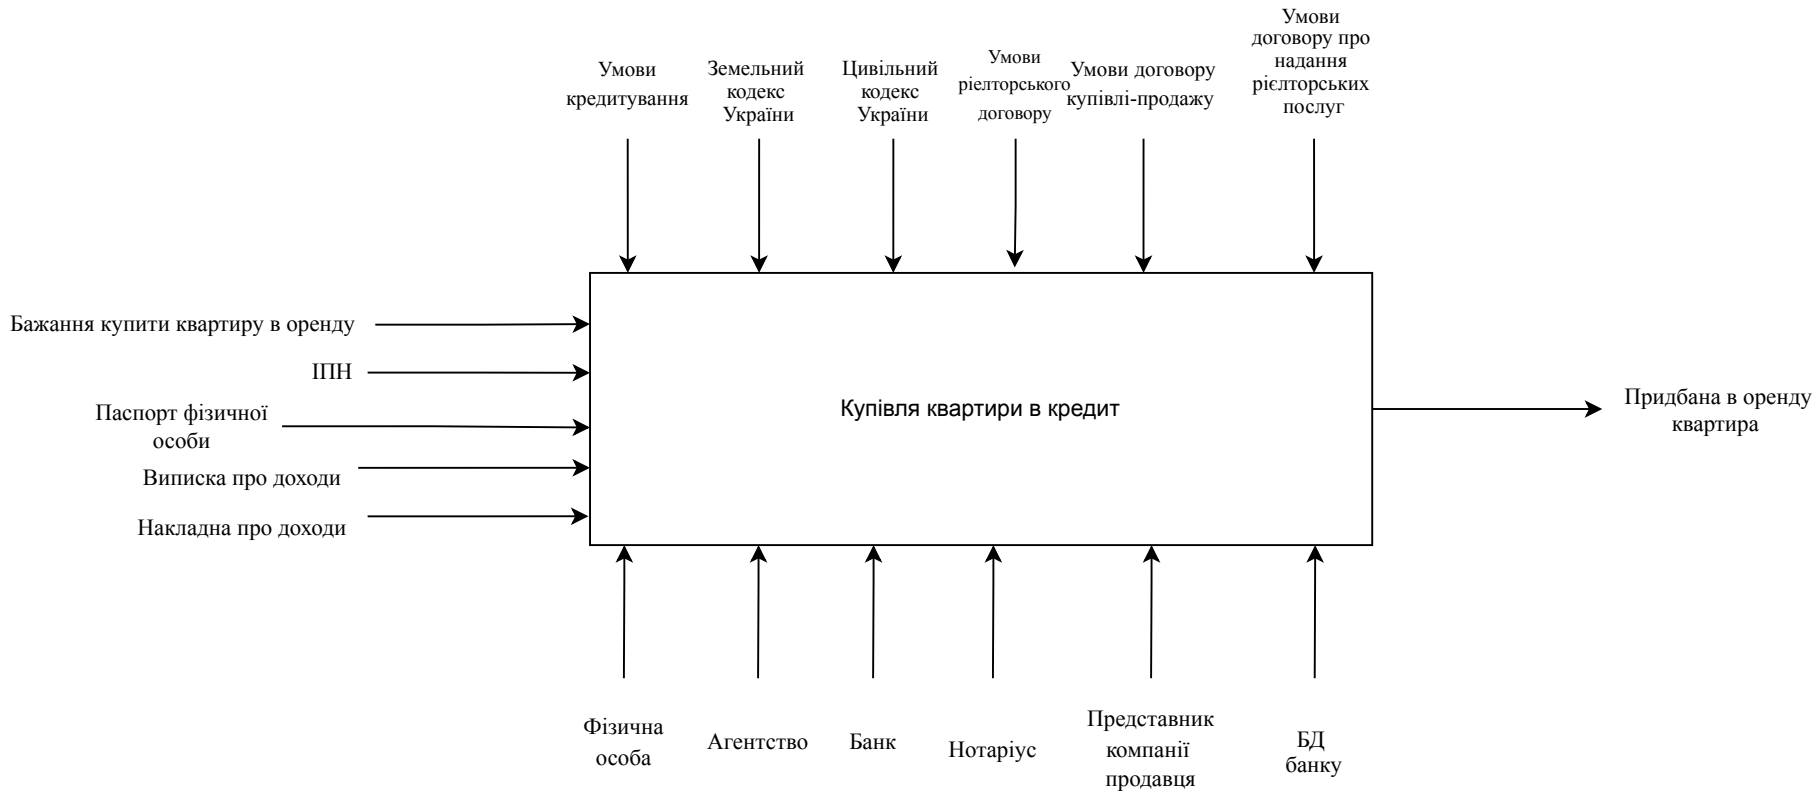 Умови
кредитування
Земельний
кодекс
України
Цивільний
кодекс
України
Умови
ріелторського
договору
Умови договору
купівлі-продажу
Умови
договору про
надання
рієлторських
послуг
Бажання купити квартиру в оренду
ІПН
Паспорт фізичної
особи
Виписка про доходи
Накладна про доходи
Купівля квартири в кредит
Придбана в оренду
квартира
Фізична
особа
Агентство
Банк
Нотаріус
Представник
компанії
продавця
БД
банку